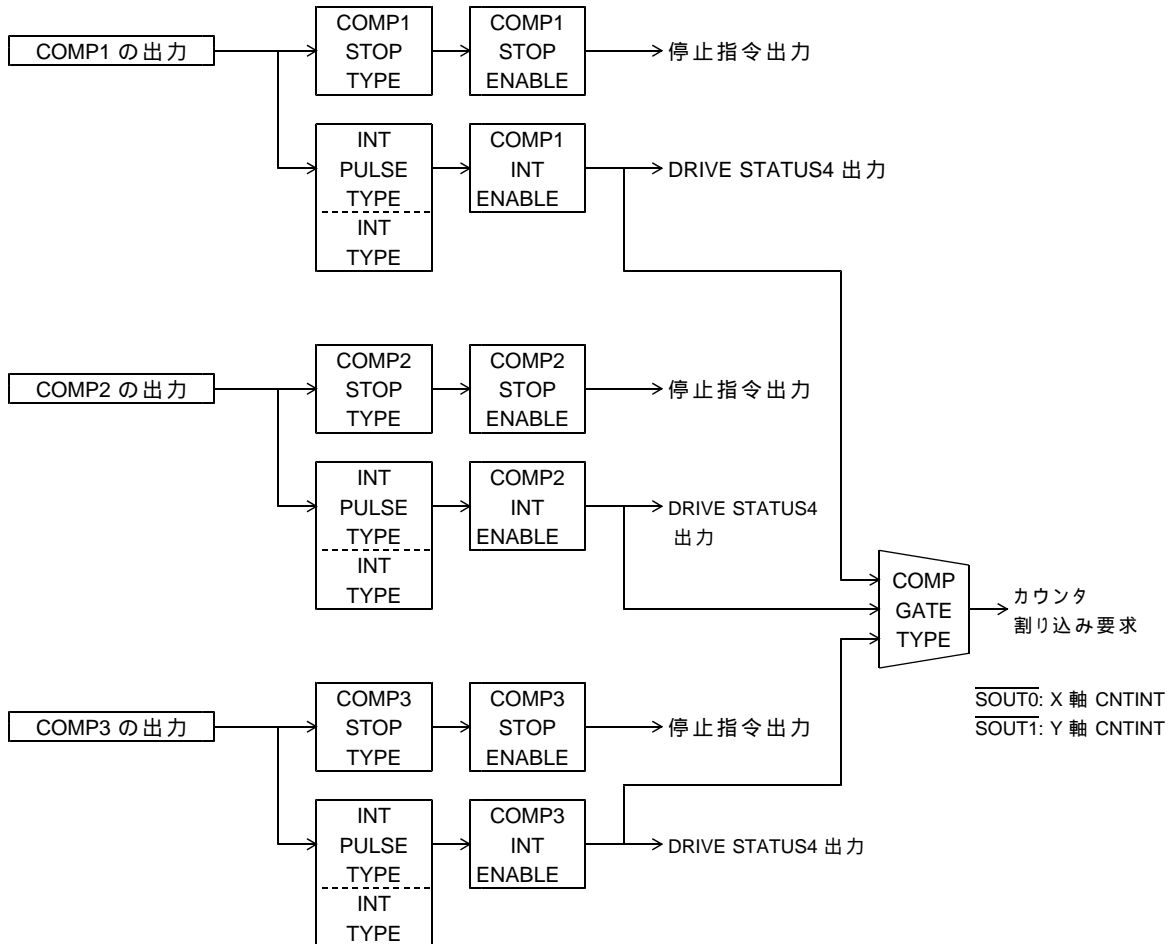 COMP1 の出力
COMP1
STOP
TYPE
COMP1
STOP
ENABLE
停止指令出力
INT
PULSE
TYPE
INT
TYPE
COMP1
INT
ENABLE
DRIVE STATUS4 出力
COMP2 の出力
COMP2
STOP
TYPE
COMP2
STOP
ENABLE
停止指令出力
INT
PULSE
TYPE
INT
TYPE
COMP2
INT
ENABLE
DRIVE STATUS4
出力
COMP
GATE
TYPE
カウンタ
割り込み要求
SOUT0: X 軸 CNTINT
SOUT1: Y 軸 CNTINT
COMP3 の出力
COMP3
STOP
TYPE
COMP3
STOP
ENABLE
停止指令出力
INT
PULSE
TYPE
INT
TYPE
COMP3
INT
ENABLE
DRIVE STATUS4 出力